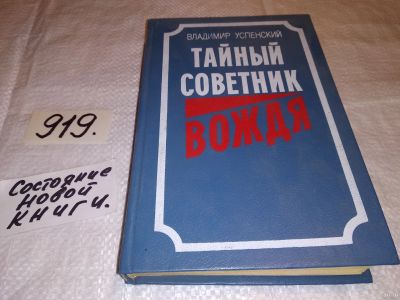 ВЛАДИМИР УСПЕНСКИЙ
ТАЙНЫЙ
СОВЕТНИК
ВОЖДЯ
919.
Состояние
новой
книги.